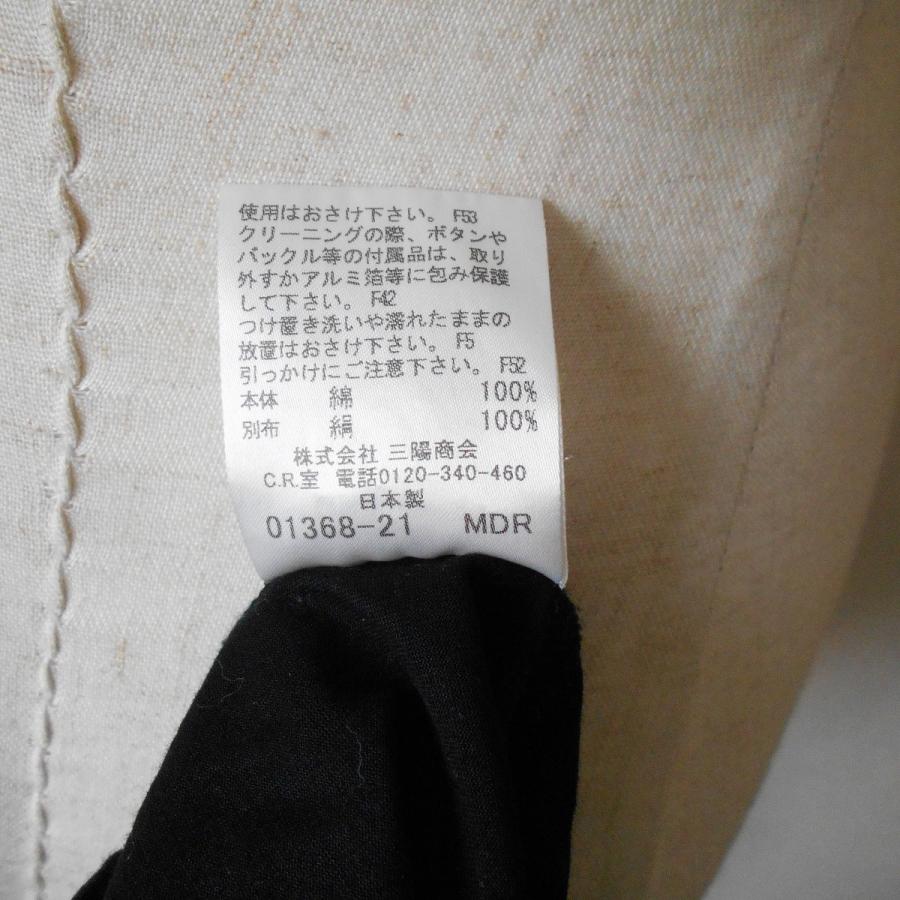 使用はおさけ下さい。 F53
クリーニングの際、ボタンや
バックル等の付属品は、取り
外すかアルミ箔等に包み保護
して下さい。 F42
つけ置き洗いや濡れたままの
放置はおさけ下さい。 F5
引っかけにご注意下さい。 F52
本体 綿 100%
別布 絹 100%
株式会社 三陽商会
C.R.室 電話0120-340-460
日本製
01368-21 MDR